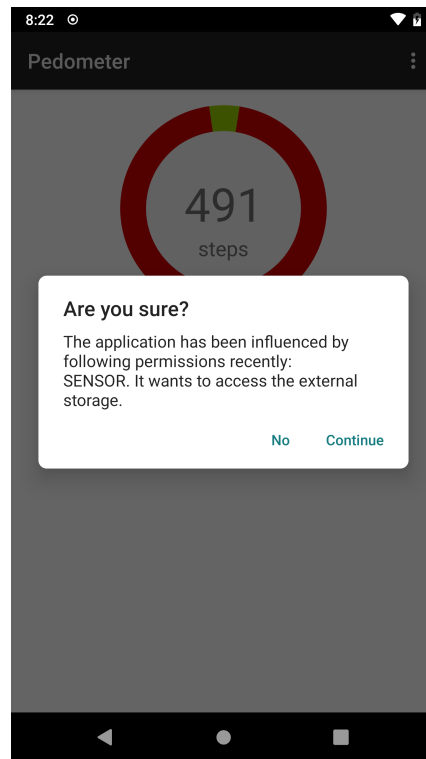 8:22
Pedometer
491
steps
Are you sure?
The application has been influenced by
following permissions recently:
SENSOR. It wants to access the external
storage.
No Continue